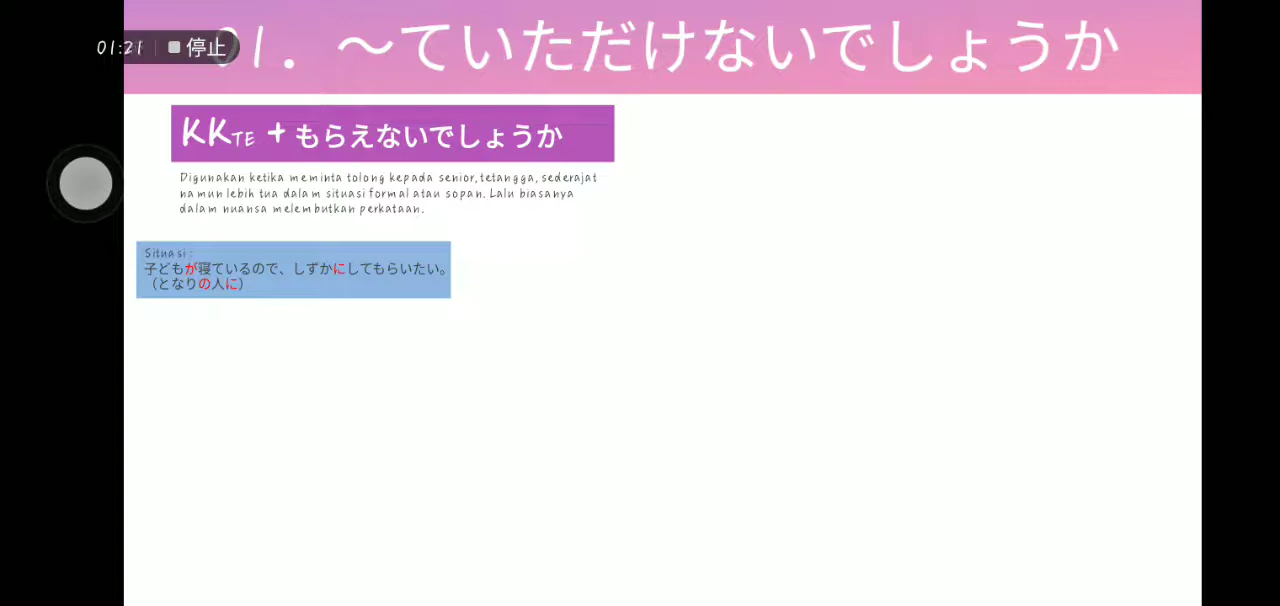 01:21 停止
01. ～ていただけないでしょうか
KKTE + もらえないでしょうか
Digunakan ketika meminta tolong kepada senior, tetangga, sederajat
namun lebih tua dalam situasi formal atau sopan. Lalu biasanya
dalam nuansa melembutkan perkataan.
Situasi :
子どもが寝ているので、しずかにしてもらいたい。
（となりの人に）